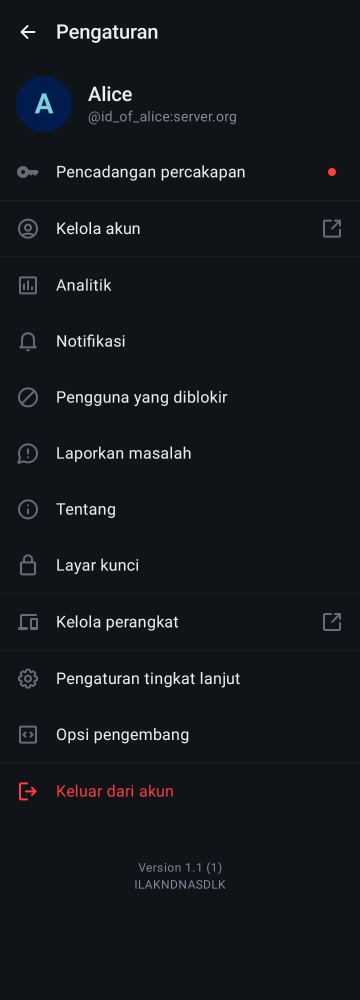 Pengaturan
A
Alice
@id_of_alice:server.org
Pencadangan percakapan
Kelola akun
Analitik
Notifikasi
Pengguna yang diblokir
Laporkan masalah
Tentang
Layar kunci
Kelola perangkat
Pengaturan tingkat lanjut
Opsi pengembang
Keluar dari akun
Version 1.1 (1)
ILAKNDNASDLK